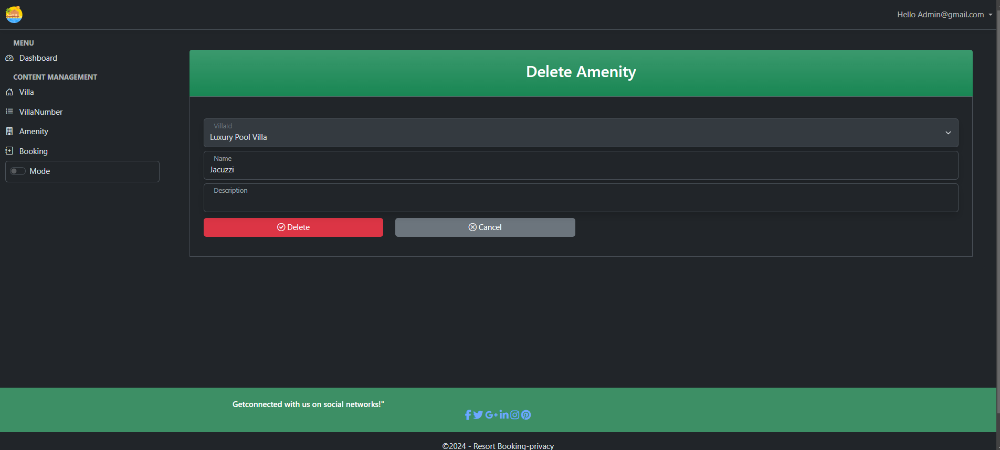 Hello Admin@gmail.com
MENU
Dashboard
CONTENT MANAGEMENT
Villa
VillaNumber
Amenity
Booking
Mode
Delete Amenity
VillaId
Luxury Pool Villa
Name
Jacuzzi
Description
Delete
Cancel
Getconnected with us on social networks!"
©2024 - Resort Booking-privacy